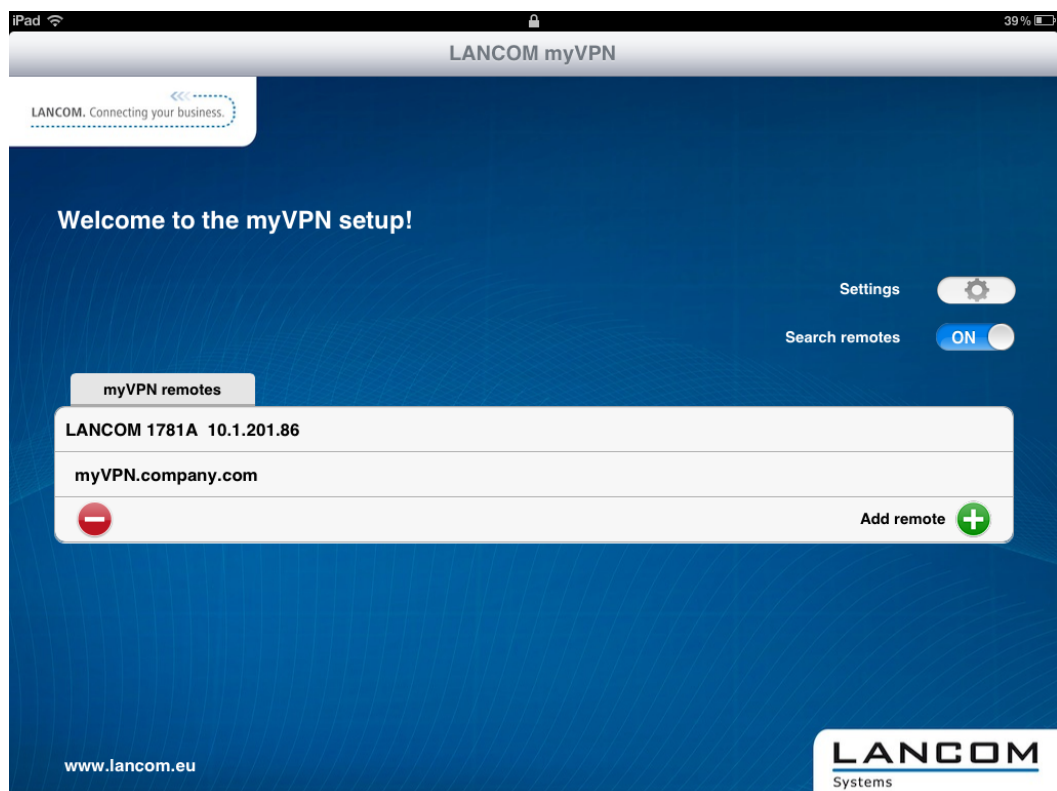 iPad 39%
LANCOM myVPN
LANCOM. Connecting your business.
Welcome to the myVPN setup!
Settings
Search remotes ON
myVPN remotes
LANCOM 1781A 10.1.201.86
myVPN.company.com
Add remote
www.lancom.eu
LANCOM
Systems